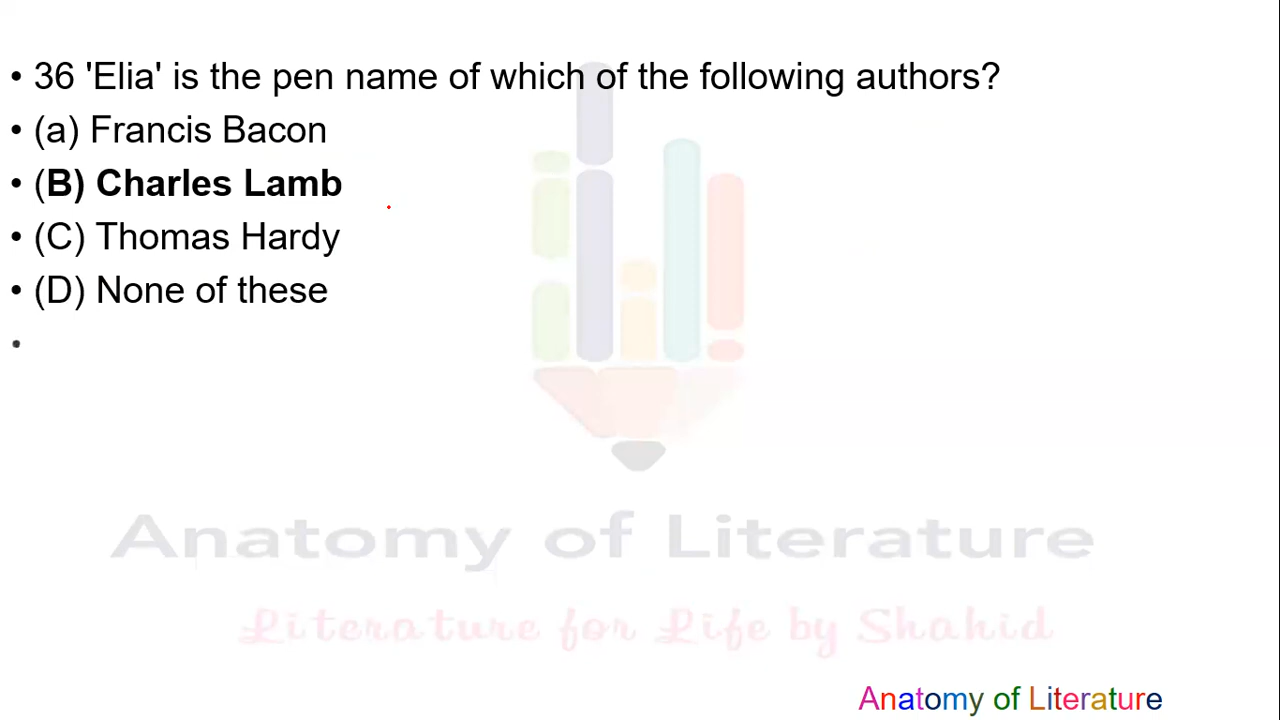 • 36 'Elia' is the pen name of which of the following authors?
• (a) Francis Bacon
• (B) Charles Lamb
• (C) Thomas Hardy
• (D) None of these
•
Anatomy of Literature
Literature for Life by Shahid
Anatomy of Literature